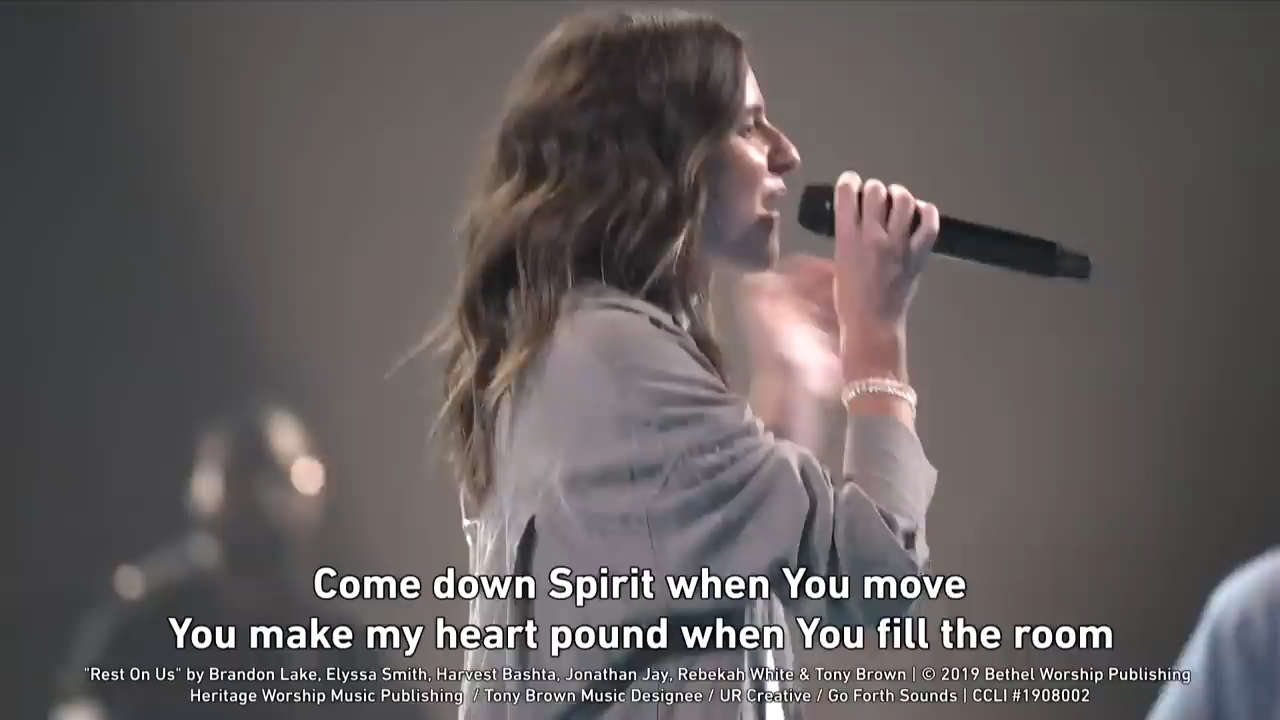 Come down Spirit when You move
You make my heart pound when You fill the room
"Rest On Us" by Brandon Lake, Elyssa Smith, Harvest Bashta, Jonathan Jay, Rebekah White & Tony Brown | © 2019 Bethel Worship Publishing
Heritage Worship Music Publishing / Tony Brown Music Designee / UR Creative / Go Forth Sounds | CCLI #1908002